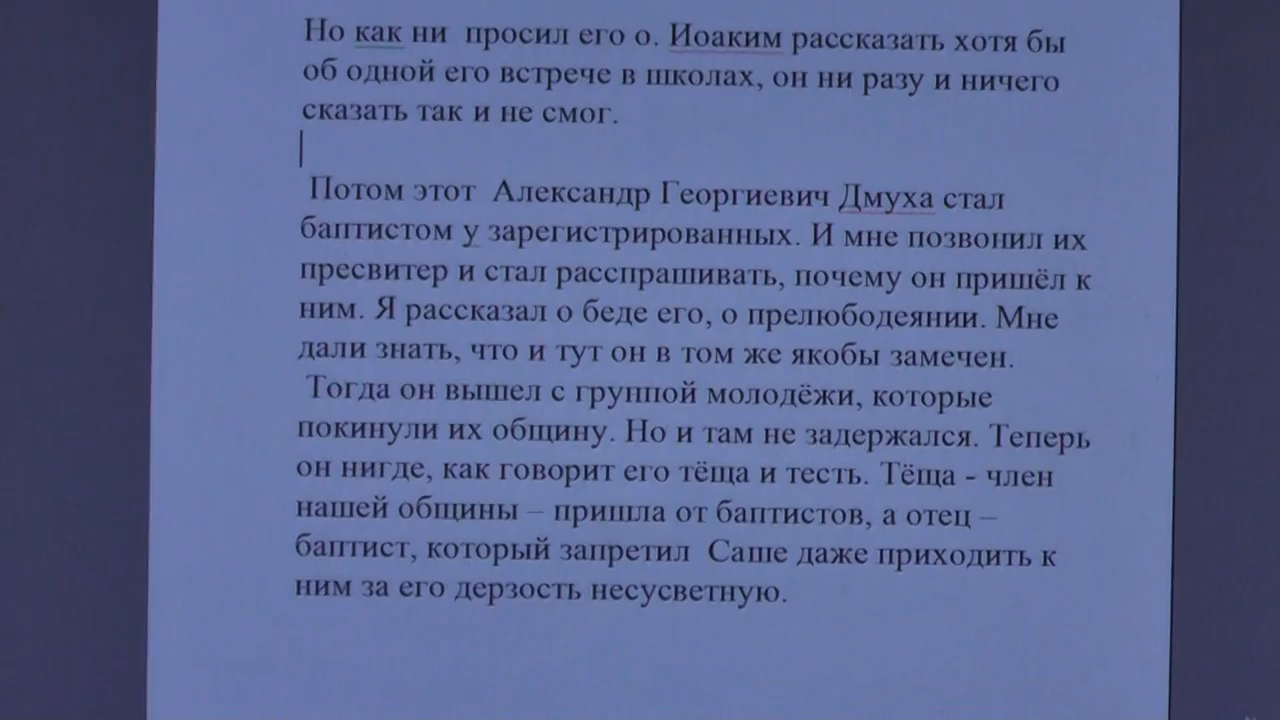 Но как ни просил его о. Иоаким рассказать хотя бы
об одной его встрече в школах, он ни разу и ничего
сказать так и не смог.
Потом этот Александр Георгиевич Дмуха стал
баптистом у зарегистрированных. И мне позвонил их
пресвитер и стал расспрашивать, почему он пришёл к
ним. Я рассказал о беде его, о прелюбодеянии. Мне
дали знать, что и тут он в том же якобы замечен.
Тогда он вышел с группой молодёжи, которые
покинули их общину. Но и там не задержался. Теперь
он нигде, как говорит его тёща и тесть. Тёща - член
нашей общины – пришла от баптистов, а отец –
баптист, который запретил Саше даже приходить к
ним за его дерзость несусветную.